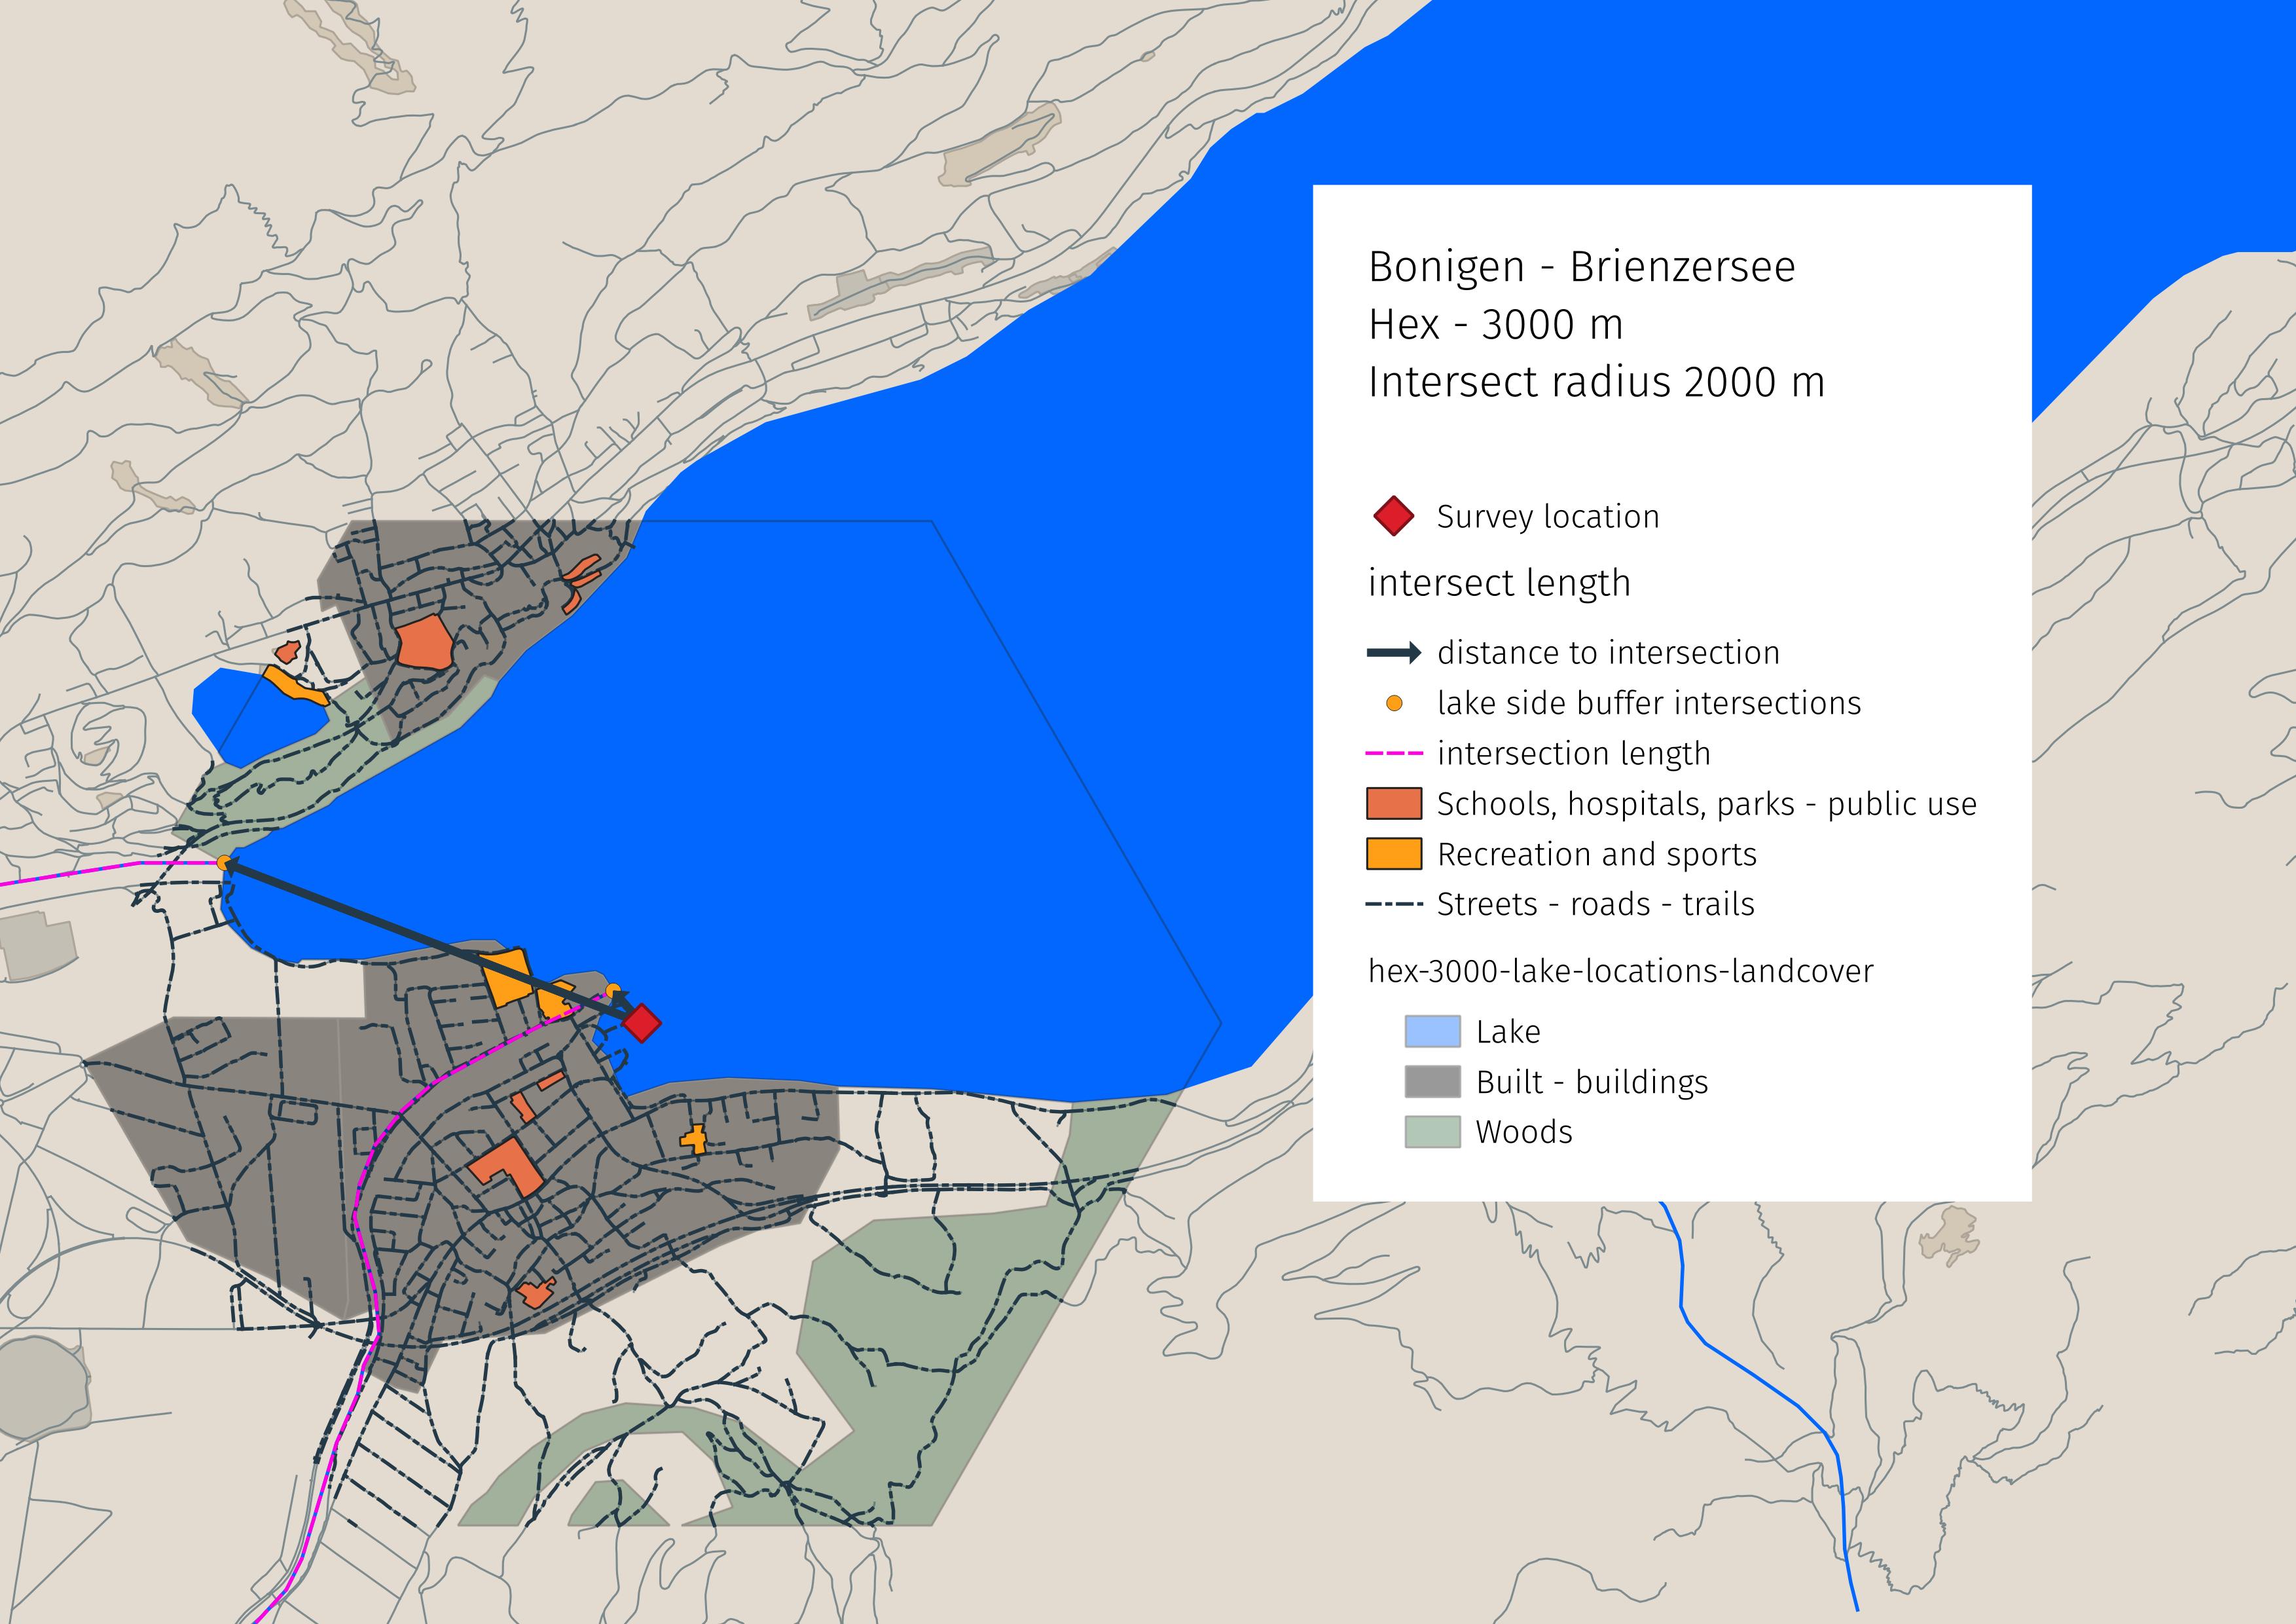 Bonigen - Brienzersee
Hex - 3000 m
Intersect radius 2000 m
Survey location
intersect length
distance to intersection
lake side buffer intersections
intersection length
Schools, hospitals, parks - public use
Recreation and sports
Streets - roads - trails
hex-3000-lake-locations-landcover
Lake
Built - buildings
Woods